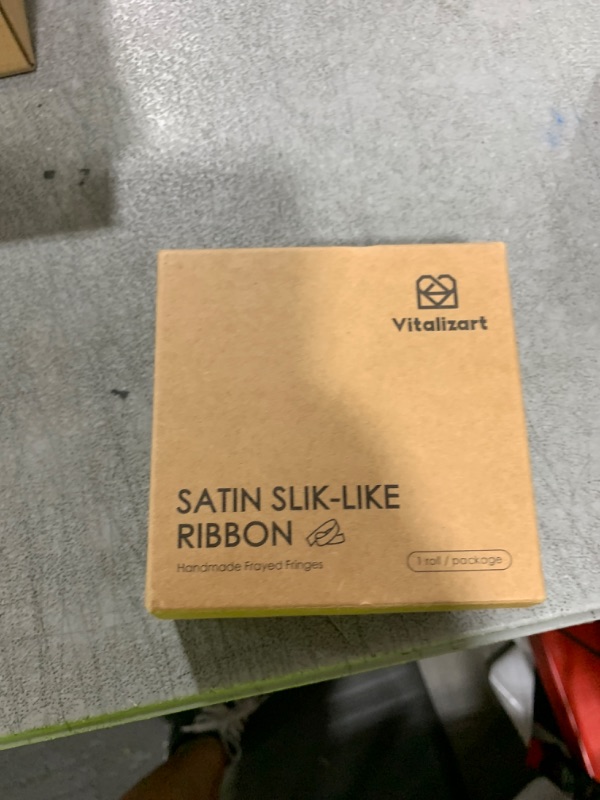 Vitalizart
SATIN SLIK-LIKE
RIBBON
Handmade Frayed Fringes
1 roll / package